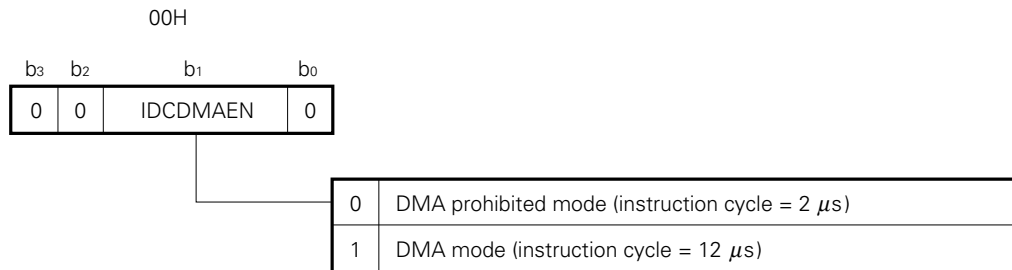 00H
b3 b2 b1 b0
0 0 IDCDMAEN 0
0 DMA prohibited mode (instruction cycle = 2 μs)
1 DMA mode (instruction cycle = 12 μs)